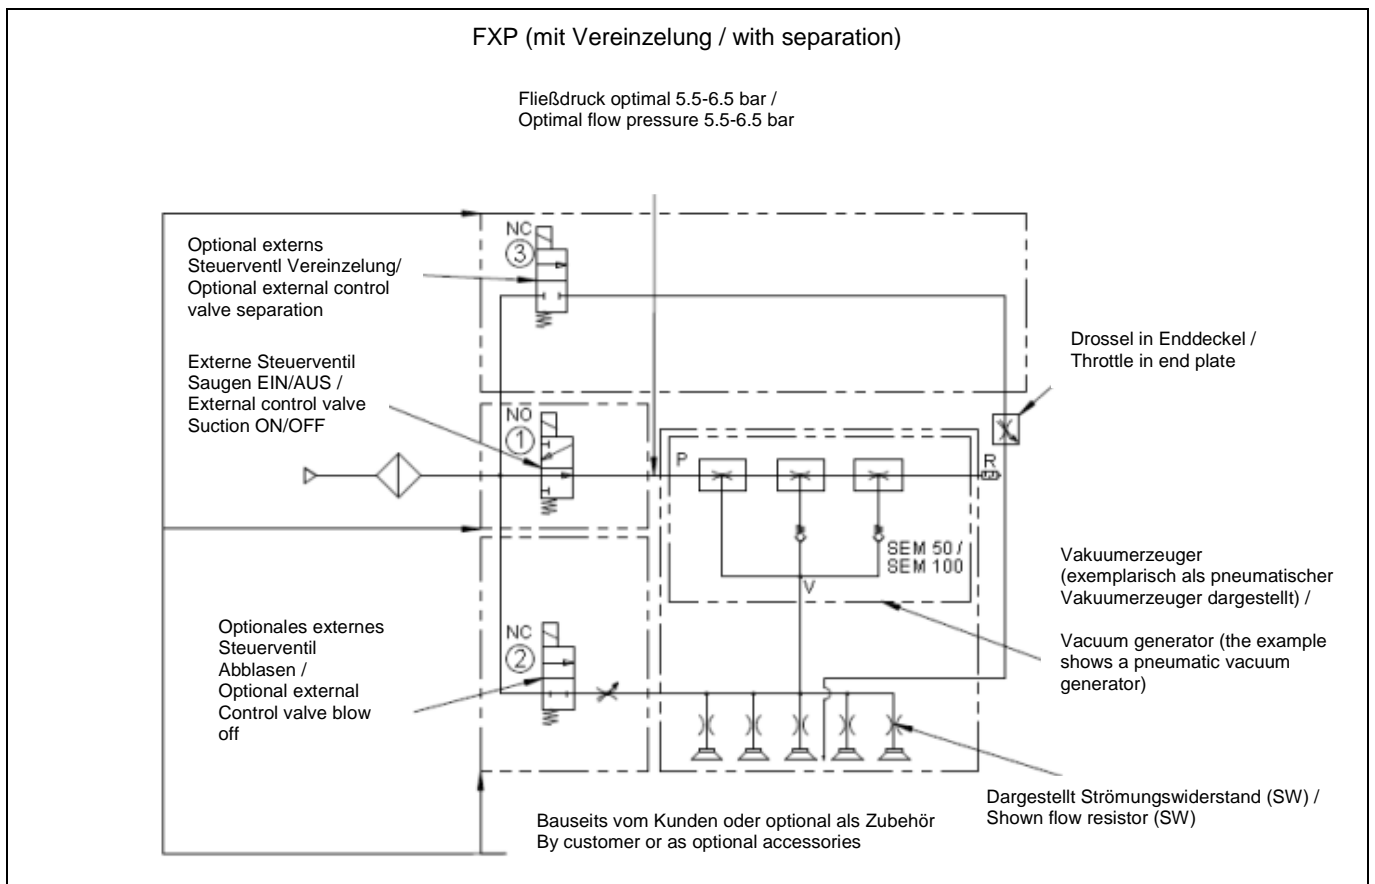 FXP (mit Vereinzelung / with separation)
Fließdruck optimal 5.5-6.5 bar /
Optimal flow pressure 5.5-6.5 bar
Optional externs
Steuerventl Vereinzelung/
Optional external control
valve separation
NC
3
Drossel in Enddeckel /
Throttle in end plate
Externe Steuerventil
Saugen EIN/AUS /
External control valve
Suction ON/OFF
NO
1
P
R
SEM 50 /
SEM 100
V
Vakuumerzeuger
(exemplarisch als pneumatischer
Vakuumerzeuger dargestellt) /
Vacuum generator (the example
shows a pneumatic vacuum
generator)
Optionales externes
Steuerventil
Abblasen /
Optional external
Control valve blow
off
NC
2
Dargestellt Strömungswiderstand (SW) /
Shown flow resistor (SW)
Bauseits vom Kunden oder optional als Zubehör
By customer or as optional accessories